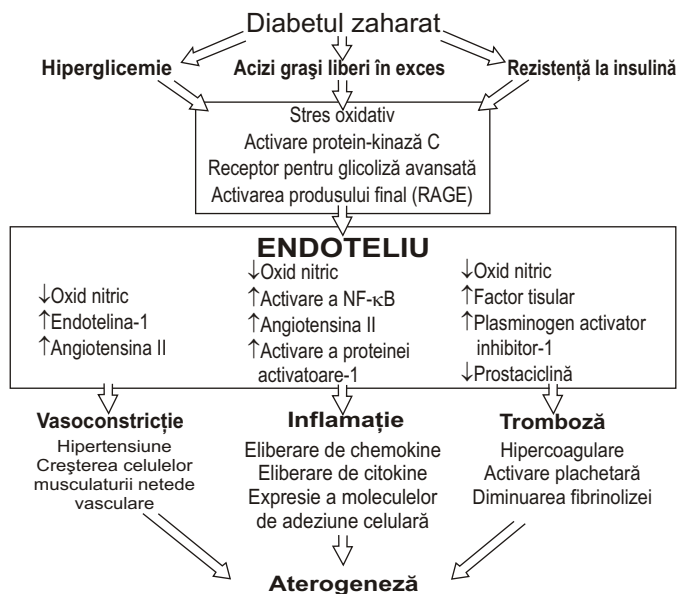 Diabetul zaharat
Hiperglicemie
Acizi grași liberi în exces
Rezistență la insulină
Stres oxidativ
Activare protein-kinază C
Receptor pentru glicoliză avansată
Activarea produsului final (RAGE)
ENDOTELIU
↓Oxid nitric
↑Endotelina-1
↑Angiotensina II
↓Oxid nitric
↑Activare a NF-κB
↑Angiotensina II
↑Activare a proteinei
activatoare-1
↓Oxid nitric
↑Factor tisular
↑Plasminogen activator
inhibitor-1
↓Prostaciclină
Vasoconstricție
Hipertensiune
Creșterea celulelor
musculaturii netede
vasculare
Inflamație
Eliberare de chemokine
Eliberare de citokine
Expresie a moleculelor
de adeziune celulară
Tromboză
Hipercoagulare
Activare plachetară
Diminuarea fibrinolizei
Aterogeneză